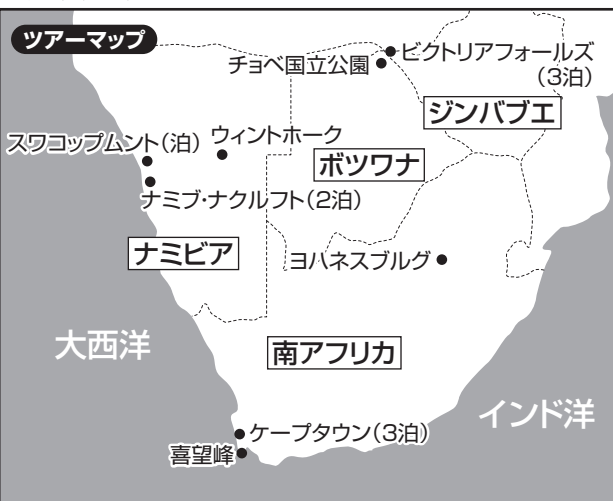 ツアーマップ
ビクトリアフォールズ
(3泊)
チョベ国立公園
ジンバブエ
スワコップムント(泊)
ウィントホーク
ボツワナ
ナミブ・ナクルフト(2泊)
ナミビア
ヨハネスブルグ
大西洋
南アフリカ
インド洋
ケープタウン(3泊)
喜望峰